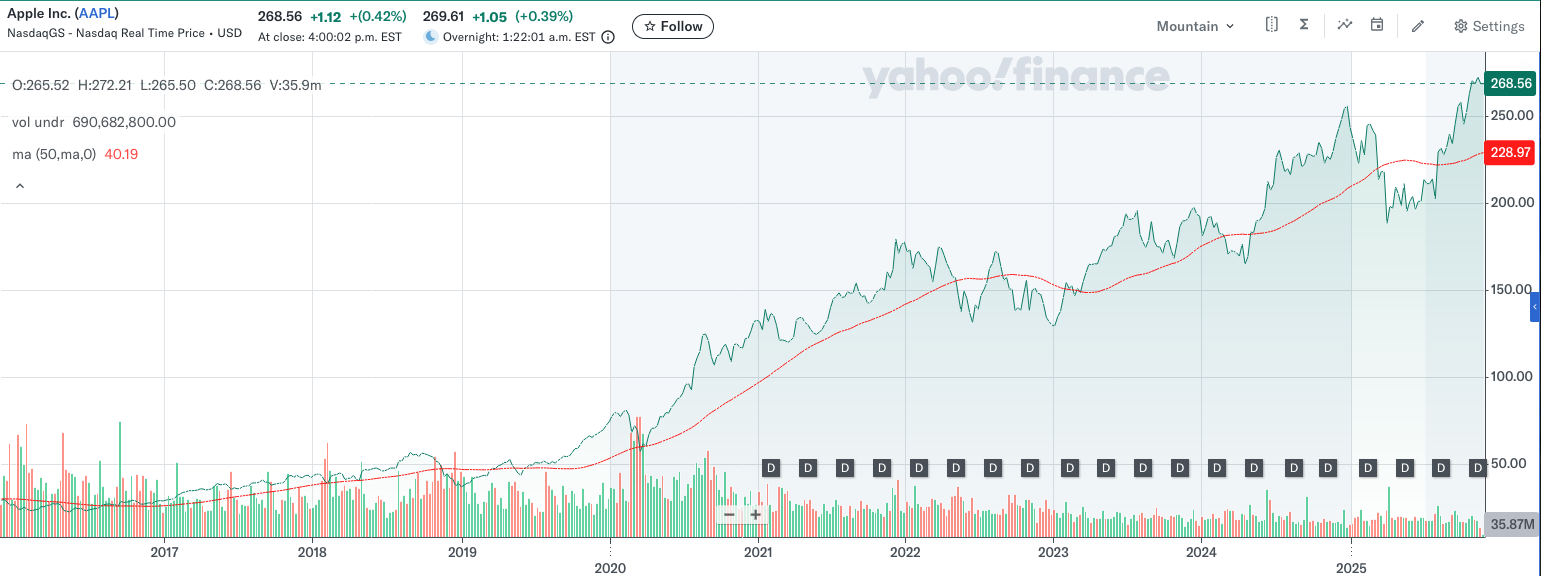 Apple Inc. (AAPL)
NasdaqGS - Nasdaq Real Time Price • USD
268.56 +1.12 +(0.42%)
At close: 4:00:02 p.m. EST
269.61 +1.05 (+0.39%)
Overnight: 1:22:01 a.m. EST
Follow
Mountain
Settings
yahoo!finance
O:265.52 H:272.21 L:265.50 C:268.56 V:35.9m
vol undr 690,682,800.00
ma (50,ma,0) 40.19
268.56
250.00
228.97
200.00
150.00
100.00
50.00
D D D D D D D D D D D D D D D D D D D D
35.87M
2017 2018 2019 2020 2021 2022 2023 2024 2025